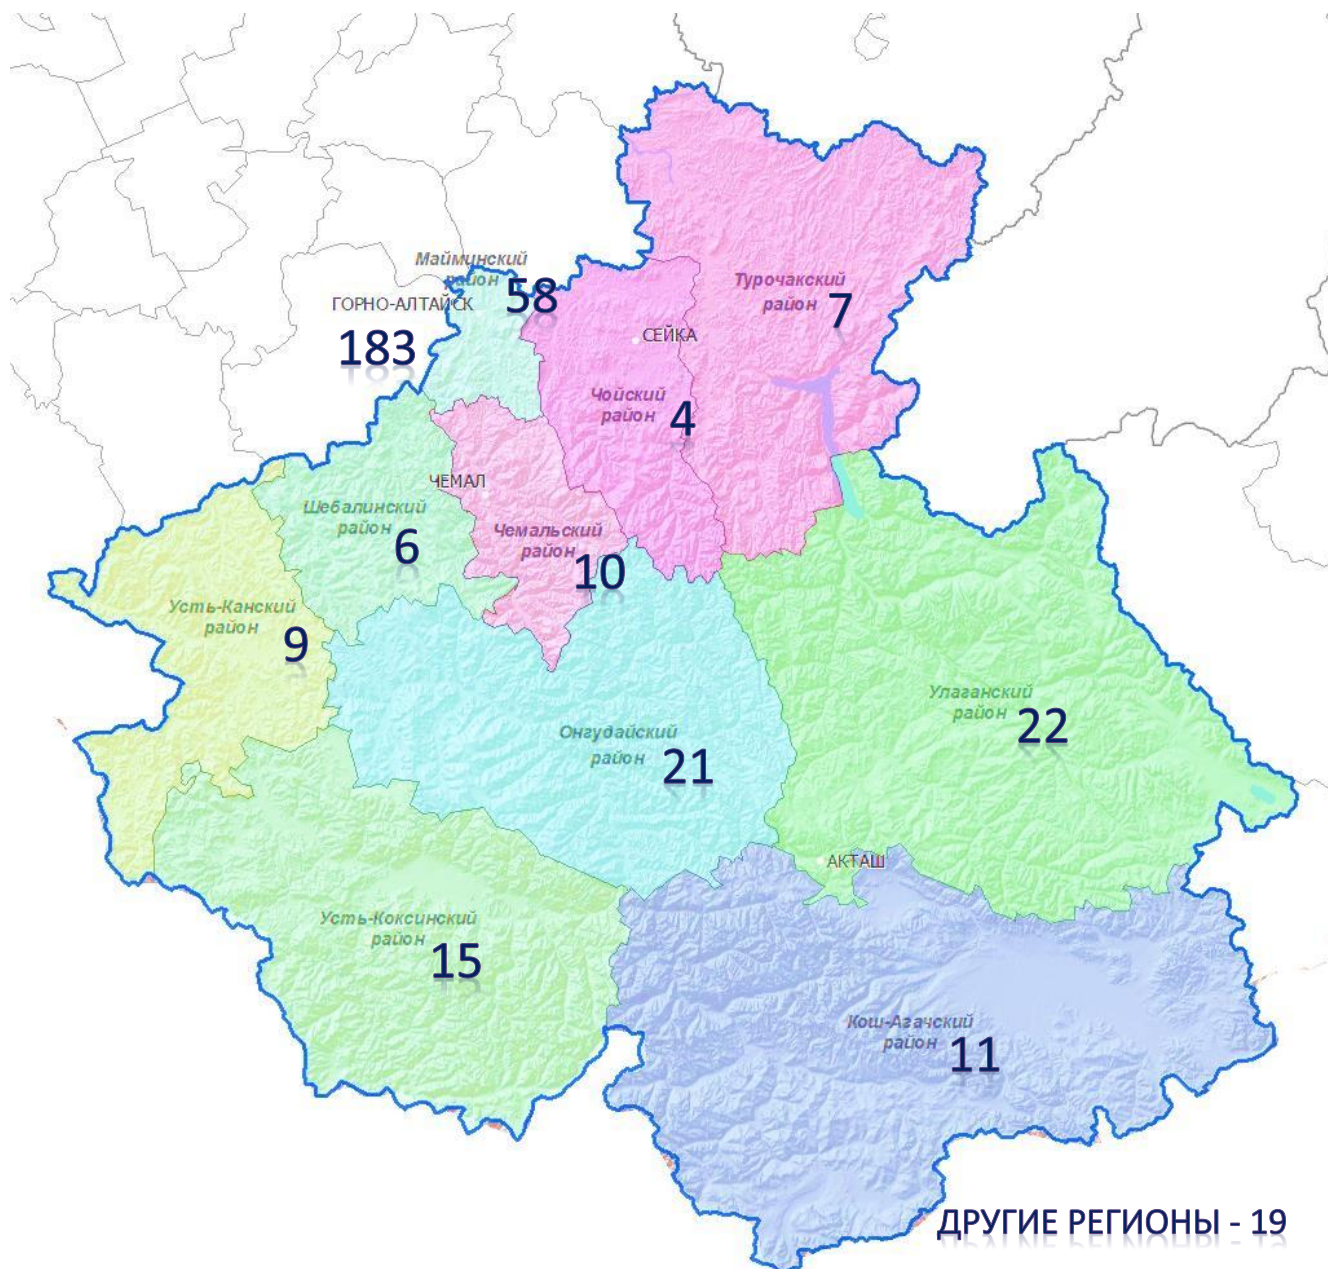 Майминский
район
58
ГОРНО-АЛТАЙСК
183
Турочакский
район
7
СЕЙКА
Чойский
район
4
ЧЕМАЛ
Шебалинский
район
6
Чемальский
район
10
Усть-Канский
район
9
Улаганский
район
22
Онгудайский
район
21
АКТАШ
Усть-Коксинский
район
15
Кош-Агачский
район
11
ДРУГИЕ РЕГИОНЫ - 19